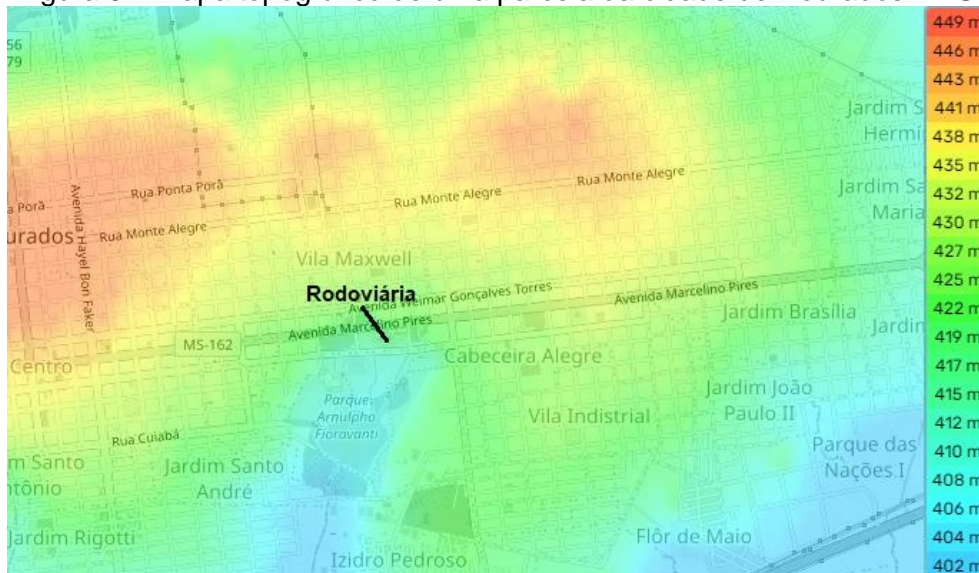 56
79
Jardim S
Hermí
Rua Ponta Porã
a Porã
Rua Monte Alegre
Rua Monte Alegre
Jardim Sa
Maria
Avenida Hayel Bon Faker
urados
Rua Monte Alegre
Vila Maxwell
Rodoviária
Avenida Weimar Gonçalves Torres
Avenida Marcelino Pires
Avenida Marcelino Pires
Jardim Brasília
Jardin
MS-162
Centro
Cabeceira Alegre
Jardim João
Paulo II
Parque
Arnulpho
Fioravanti
Vila Indistrial
Rua Cuiabá
Parque das
Nações I
m Santo
ntônio
Jardim Santo
André
Jardim Rigotti
Flôr de Maio
Izidro Pedroso
449 m
446 m
443 m
441 m
438 m
435 m
432 m
430 m
427 m
425 m
422 m
419 m
417 m
415 m
412 m
410 m
408 m
406 m
404 m
402 m